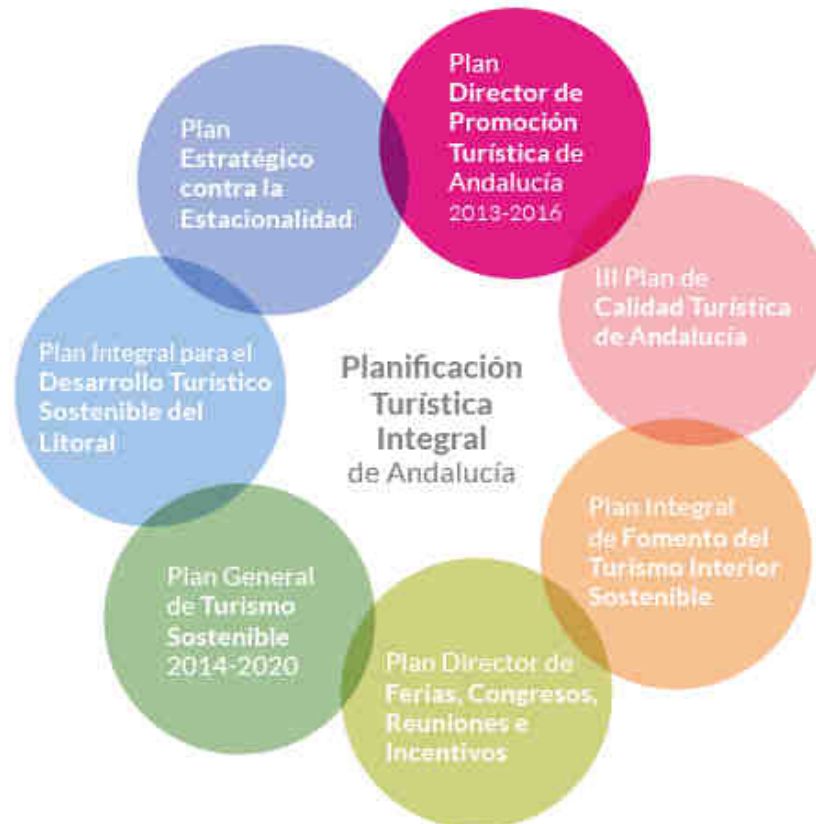 Plan
Director de
Promoción
Turística de
Andalucía
2013-2016
Plan
Estratégico
contra la
Estacionalidad
III Plan de
Calidad Turística
de Andalucía
Plan Integral para el
Desarrollo Turístico
Sostenible del
Litoral
Planificación
Turística
Integral
de Andalucía
Plan Integral
de Fomento del
Turismo Interior
Sostenible
Plan General
de Turismo
Sostenible
2014-2020
Plan Director de
Ferias, Congresos,
Reuniones e
Incentivos